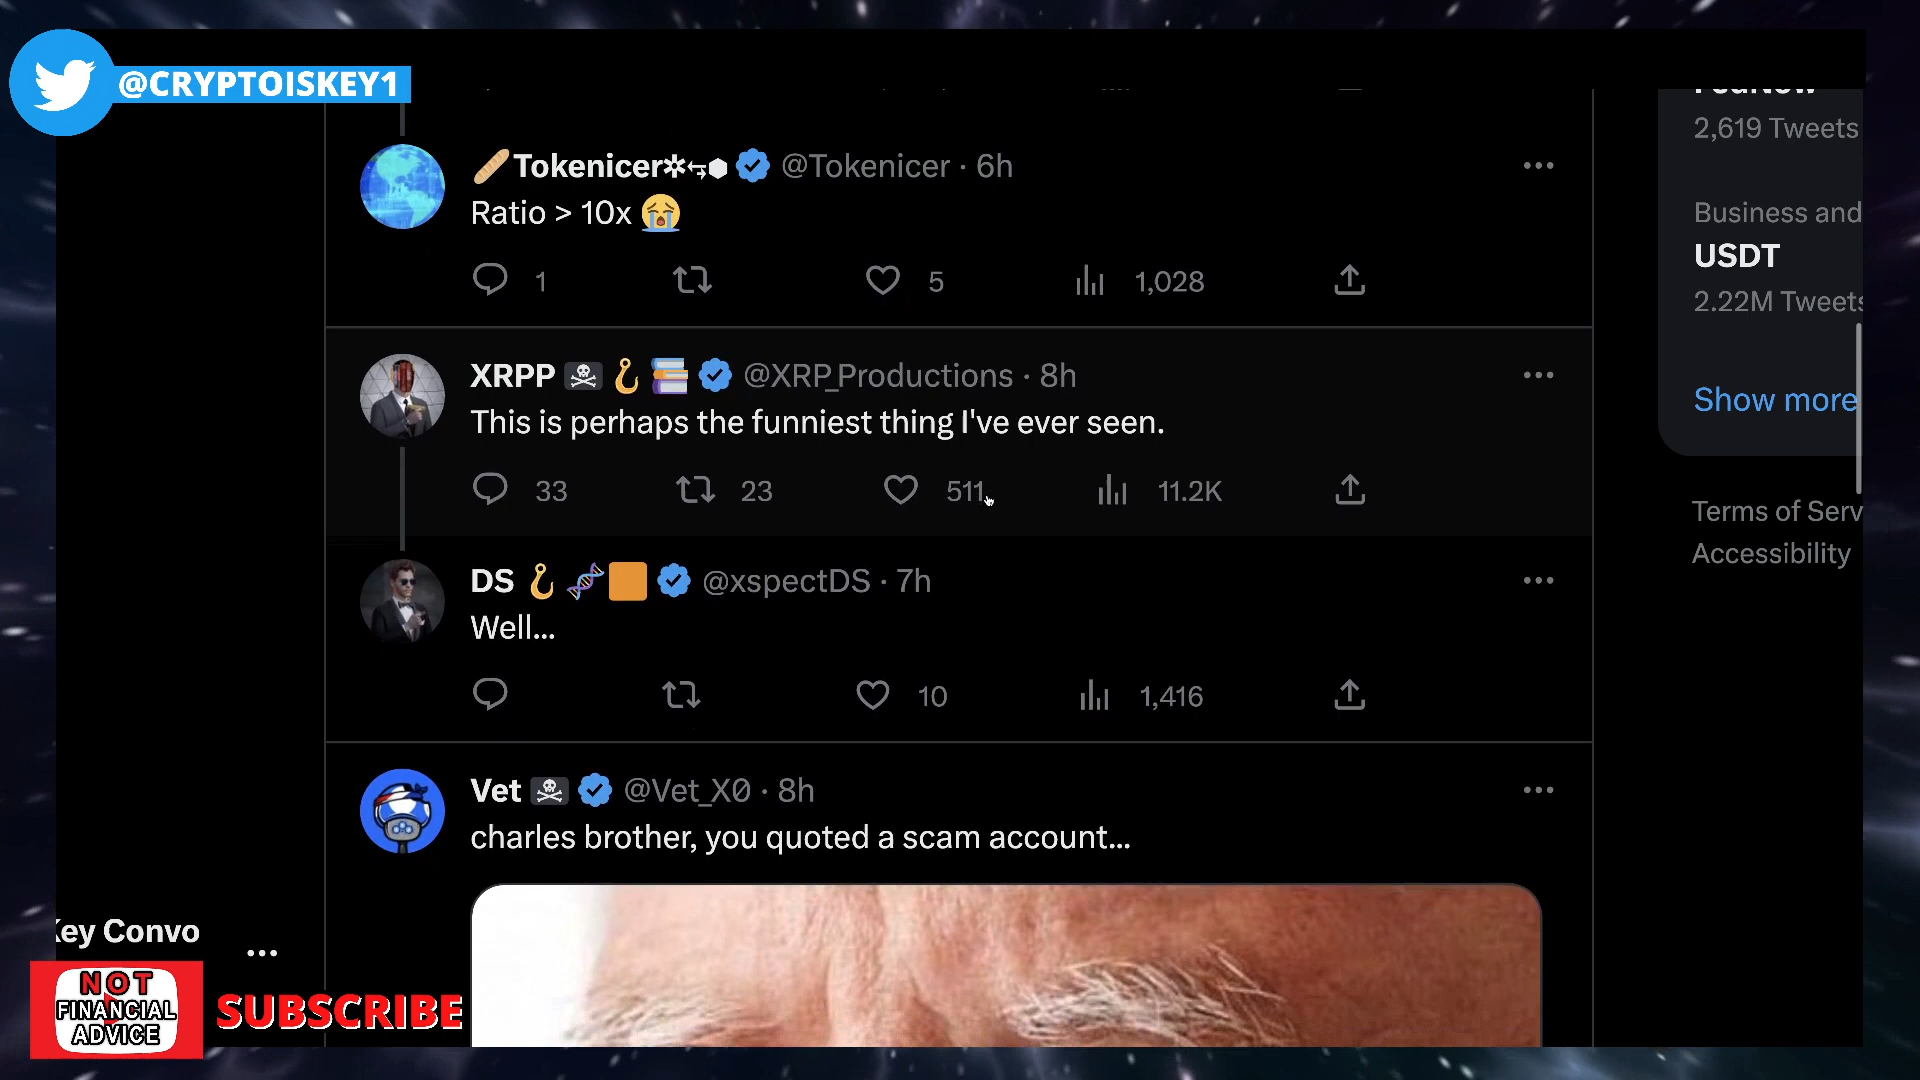 @CRYPTOISKEY1
2,619 Tweets
Tokenicer @Tokenicer · 6h
Ratio > 10x
1 5 1,028
Business and
USDT
2.22M Tweets
XRPP @XRP_Productions · 8h
This is perhaps the funniest thing I've ever seen.
33 23 511 11.2K
Show more
Terms of Serv
Accessibility
DS @xspectDS · 7h
Well...
10 1,416
Vet @Vet_X0 · 8h
charles brother, you quoted a scam account...
Key Convo
NOT
FINANCIAL
ADVICE
SUBSCRIBE